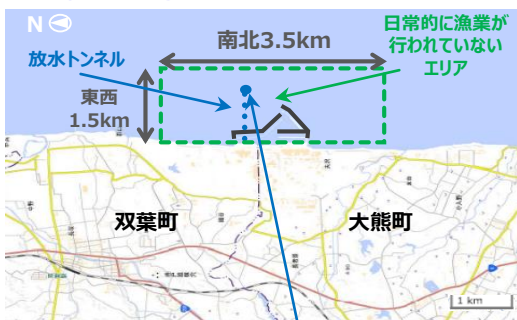 N
日常的に漁業が
行われていない
エリア
南北3.5km
放水トンネル
東西
1.5km
双葉町
大熊町
1 km